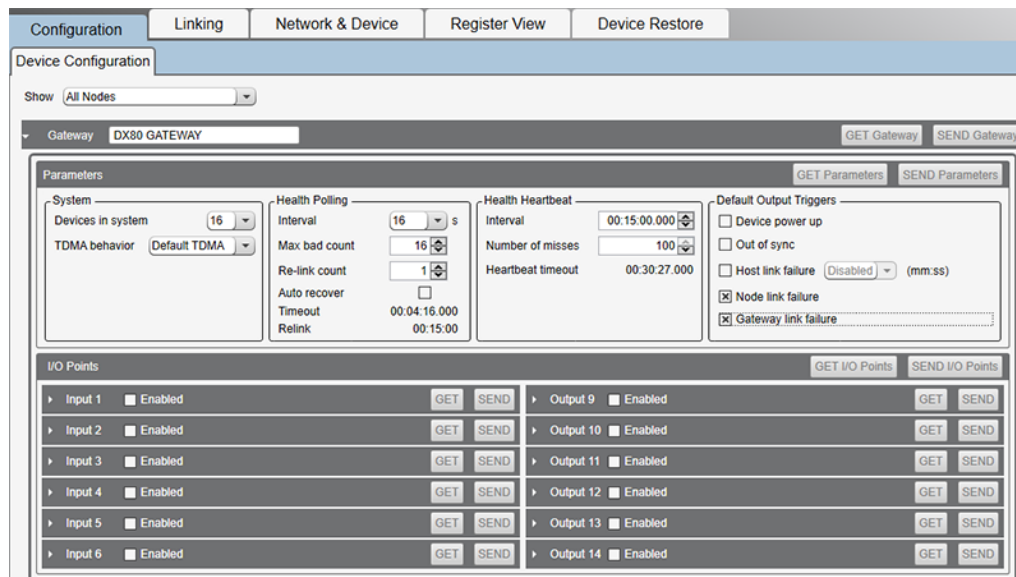 Configuration Linking Network & Device Register View Device Restore
Device Configuration
Show All Nodes
Gateway DX80 GATEWAY GET Gateway SEND Gateway
Parameters GET Parameters SEND Parameters
System
Devices in system 16
TDMA behavior Default TDMA
Health Polling
Interval 16 s
Max bad count 16
Re-link count 1
Auto recover
Timeout 00:04:16.000
Relink 00:15:00
Health Heartbeat
Interval 00:15:00.000
Number of misses 100
Heartbeat timeout 00:30:27.000
Default Output Triggers
Device power up
Out of sync
Host link failure Disabled (mm:ss)
Node link failure
Gateway link failure
I/O Points GET I/O Points SEND I/O Points
Input 1 Enabled GET SEND Output 9 Enabled GET SEND
Input 2 Enabled GET SEND Output 10 Enabled GET SEND
Input 3 Enabled GET SEND Output 11 Enabled GET SEND
Input 4 Enabled GET SEND Output 12 Enabled GET SEND
Input 5 Enabled GET SEND Output 13 Enabled GET SEND
Input 6 Enabled GET SEND Output 14 Enabled GET SEND